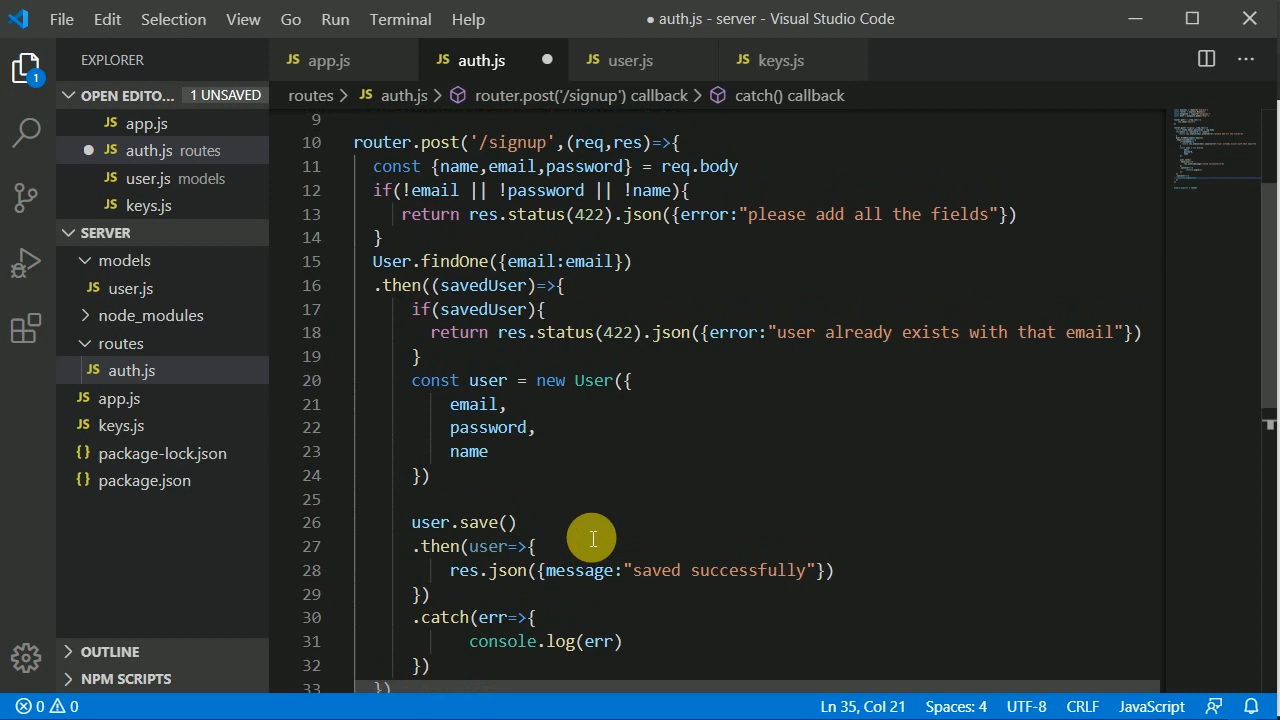 File Edit Selection View Go Run Terminal Help ● auth.js - server - Visual Studio Code
EXPLORER
OPEN EDITO... 1 UNSAVED
JS app.js
● JS auth.js routes
JS user.js models
JS keys.js
SERVER
models
JS user.js
node_modules
routes
JS auth.js
JS app.js
JS keys.js
{} package-lock.json
{} package.json
OUTLINE
NPM SCRIPTS
1
JS app.js JS auth.js ● JS user.js JS keys.js ...
routes > JS auth.js > router.post('/signup') callback > catch() callback
9
10 router.post('/signup',(req,res)=>{
11 const {name,email,password} = req.body
12 if(!email || !password || !name){
13 return res.status(422).json({error:"please add all the fields"})
14 }
15 User.findOne({email:email})
16 .then((savedUser)=>{
17 if(savedUser){
18 return res.status(422).json({error:"user already exists with that email"})
19 }
20 const user = new User({
21 email,
22 password,
23 name
24 })
25
26 user.save()
27 .then(user=>{
28 res.json({message:"saved successfully"})
29 })
30 .catch(err=>{
31 console.log(err)
32 })
33 })
0 0 Ln 35, Col 21 Spaces: 4 UTF-8 CRLF JavaScript